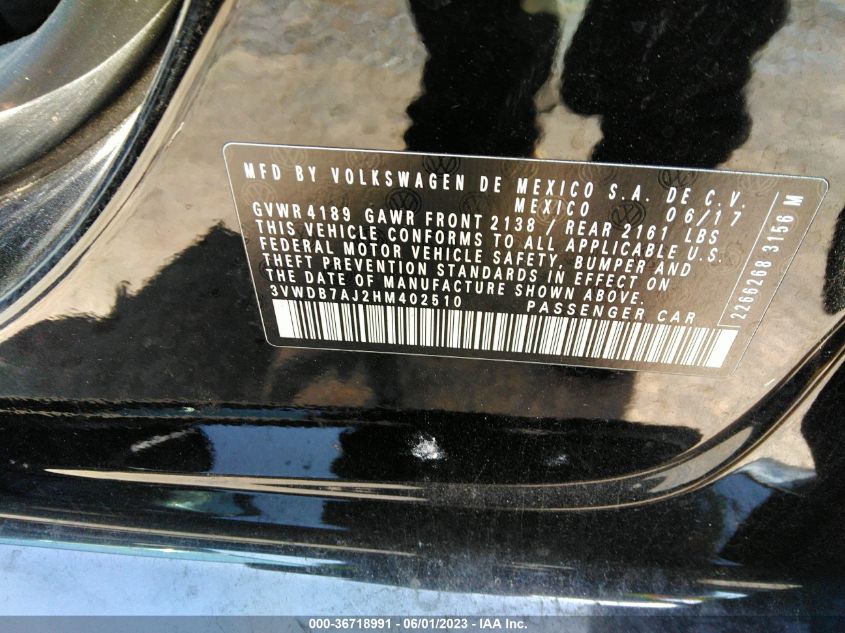 MFD BY VOLKSWAGEN DE MEXICO S.A. DE C.V.
MEXICO 06/17
GVWR 4189 GAWR FRONT 2138 / REAR 2161 LBS
THIS VEHICLE CONFORMS TO ALL APPLICABLE U.S.
FEDERAL MOTOR VEHICLE SAFETY, BUMPER AND
THEFT PREVENTION STANDARDS IN EFFECT ON
THE DATE OF MANUFACTURE SHOWN ABOVE.
3VWDB7AJ2HM402510 PASSENGER CAR
2266268 3156 M
000-36718991 - 06/01/2023 - IAA Inc.